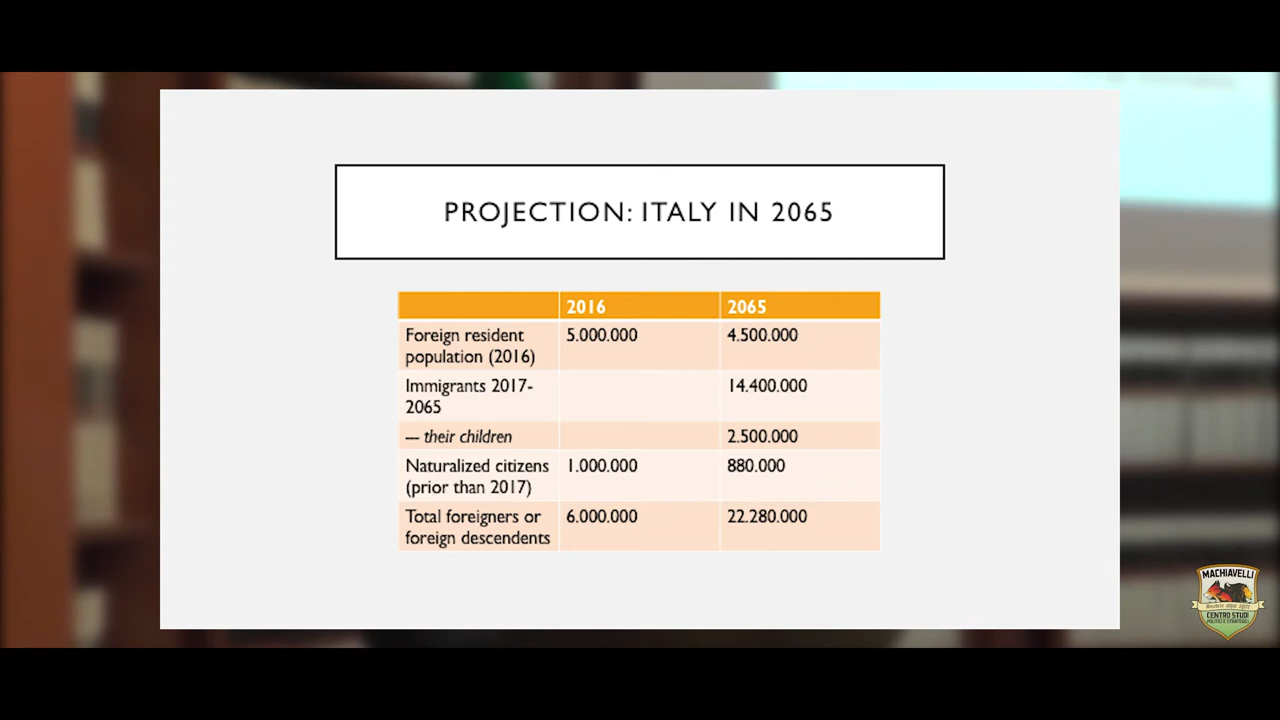 PROJECTION: ITALY IN 2065
2016 2065
Foreign resident 5.000.000 4.500.000
population (2016)
Immigrants 2017- 14.400.000
2065
--- their children 2.500.000
Naturalized citizens 1.000.000 880.000
(prior than 2017)
Total foreigners or 6.000.000 22.280.000
foreign descendents
MACHIAVELLI
CENTRO STUDI
POLITICI E STRATEGICI